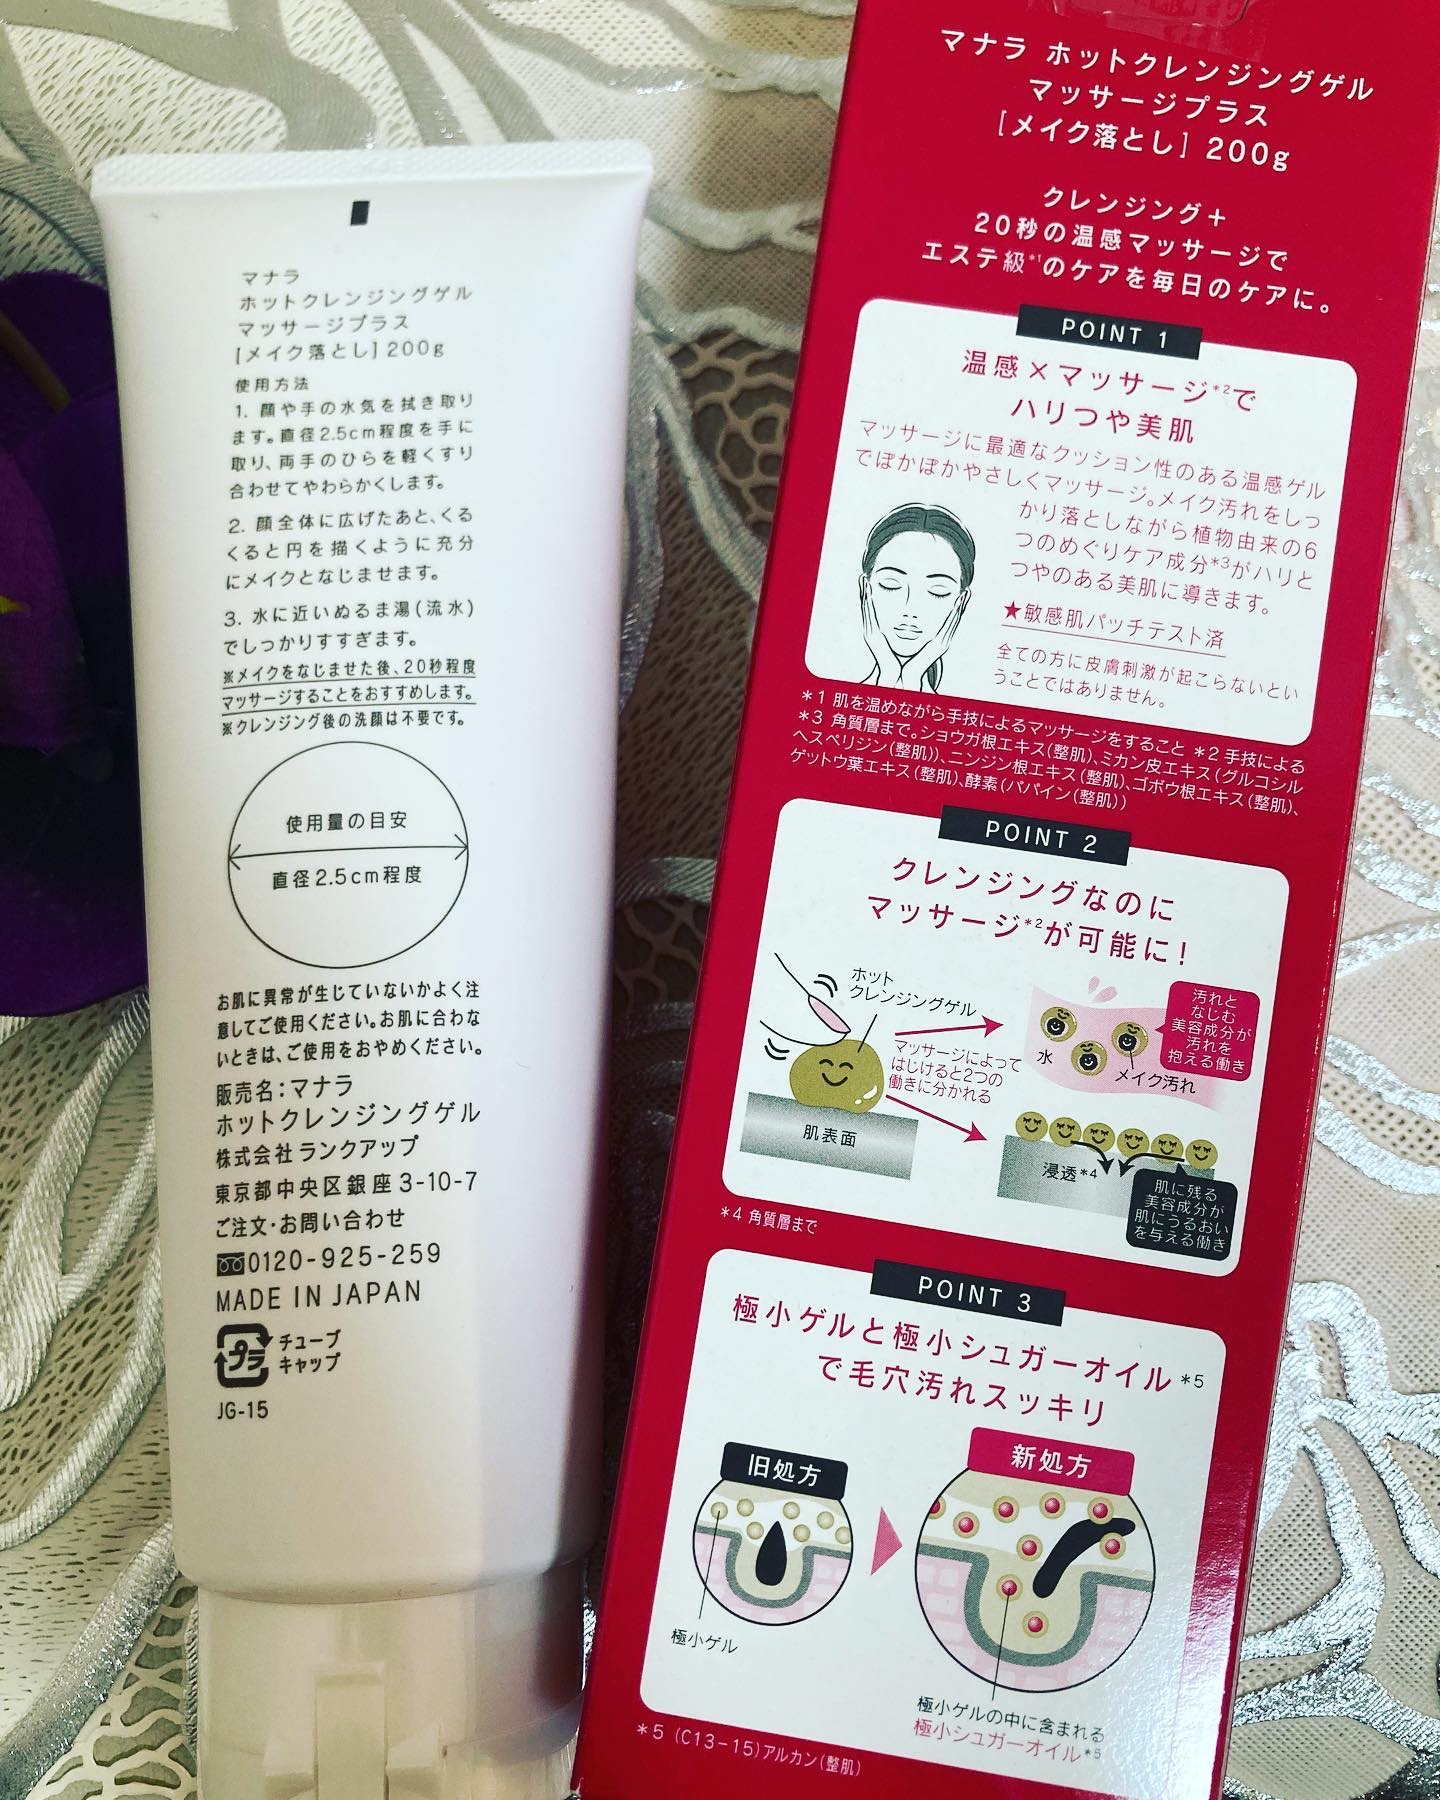 マナラ
ホットクレンジングゲル
マッサージプラス
[メイク落とし] 200g
使用方法
1. 顔や手の水気を拭き取り
ます。直径2.5cm程度を手に
取り、両手のひらを軽くすり
合わせてやわらかくします。
2. 顔全体に広げたあと、くる
くると円を描くように充分
にメイクとなじませます。
3. 水に近いぬるま湯(流水)
でしっかりすすぎます。
※メイクをなじませた後、20秒程度
マッサージすることをおすすめします。
※クレンジング後の洗顔は不要です。
使用量の目安
直径2.5cm程度
お肌に異常が生じていないかよく注
意してご使用ください。お肌に合わな
いときは、ご使用をおやめください。
販売名：マナラ
ホットクレンジングゲル
株式会社ランクアップ
東京都中央区銀座3-10-7
ご注文・お問い合わせ
0120-925-259
MADE IN JAPAN
プラ
チューブ
キャップ
JG-15
マナラ ホットクレンジングゲル
マッサージプラス
[メイク落とし] 200g
クレンジング＋
20秒の温感マッサージで
エステ級*1のケアを毎日のケアに。
POINT 1
温感×マッサージ*2で
ハリつや美肌
マッサージに最適なクッション性のある温感ゲル
でぽかぽかやさしくマッサージ。メイク汚れをしっ
かり落としながら植物由来の6
つのめぐりケア成分*3がハリと
つやのある美肌に導きます。
★敏感肌パッチテスト済
全ての方に皮膚刺激が起こらないとい
うことではありません。
*1 肌を温めながら手技によるマッサージをすること *2 手技による
*3 角質層まで。ショウガ根エキス(整肌)、ミカン皮エキス(グルコシル
ヘスペリジン(整肌))、ニンジン根エキス(整肌)、ゴボウ根エキス(整肌)、
ゲットウ葉エキス(整肌)、酵素(パパイン(整肌))
POINT 2
クレンジングなのに
マッサージ*2が可能に！
ホット
クレンジングゲル
マッサージによって
はじけると2つの
働きに分かれる
肌表面
水
メイク汚れ
汚れと
なじむ
美容成分が
汚れを
抱える働き
浸透*4
肌に残る
美容成分が
肌にうるおい
を与える働き
*4 角質層まで
POINT 3
極小ゲルと極小シュガーオイル*5
で毛穴汚れスッキリ
旧処方
新処方
極小ゲル
極小ゲルの中に含まれる
極小シュガーオイル*5
*5 (C13-15)アルカン(整肌)